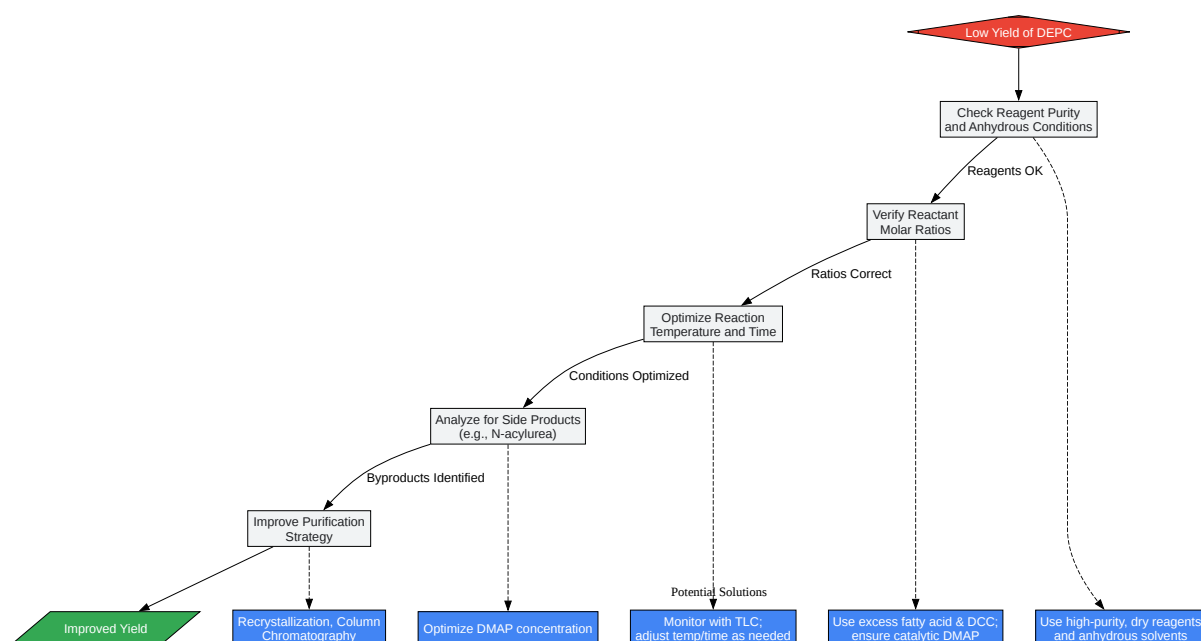 Low Yield of DEPC
Check Reagent Purity
and Anhydrous Conditions
Reagents OK
Verify Reactant
Molar Ratios
Ratios Correct
Optimize Reaction
Temperature and Time
Conditions Optimized
Analyze for Side Products
(e.g., N-acylurea)
Byproducts Identified
Improve Purification
Strategy
Potential Solutions
Improved Yield
Recrystallization, Column
Chromatography
Optimize DMAP concentration
Monitor with TLC;
adjust temp/time as needed
Use excess fatty acid & DCC;
ensure catalytic DMAP
Use high-purity, dry reagents
and anhydrous solvents